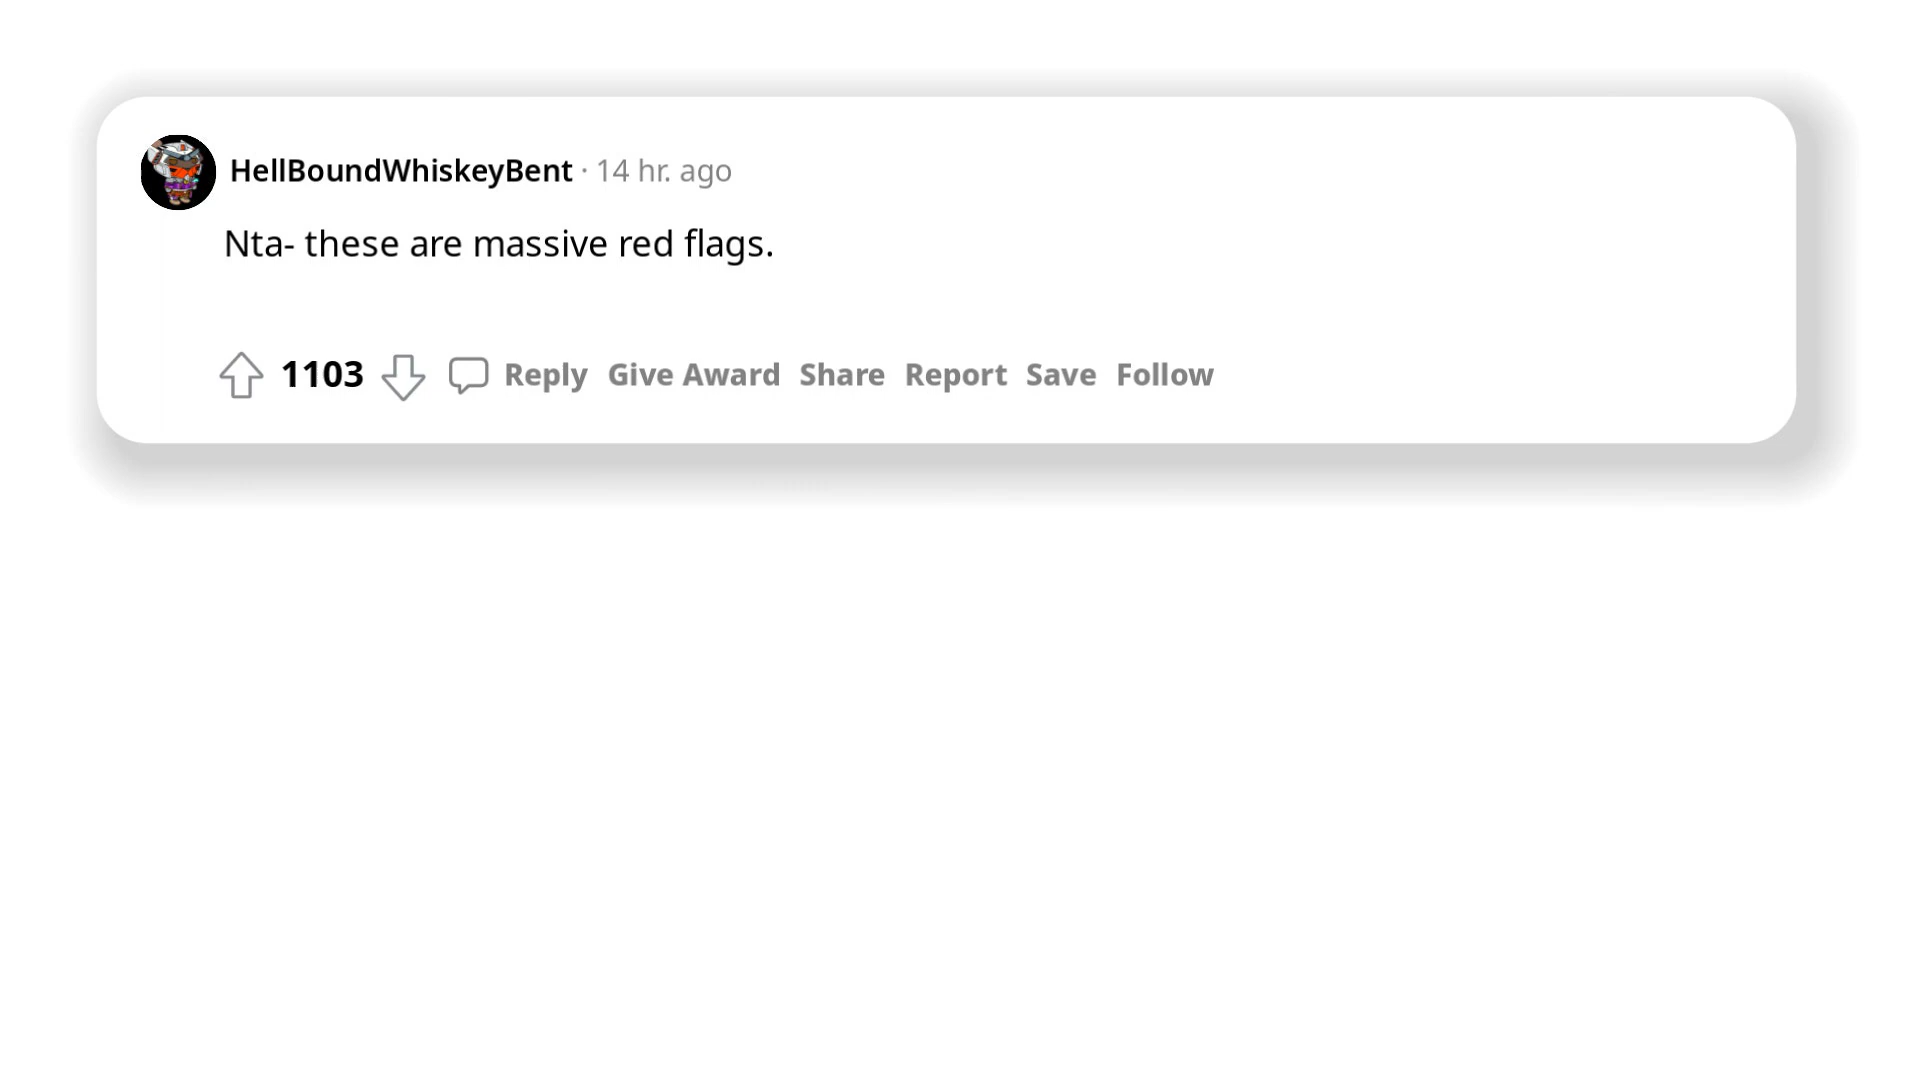 HellBoundWhiskeyBent · 14 hr. ago
Nta- these are massive red flags.
1103 Reply Give Award Share Report Save Follow